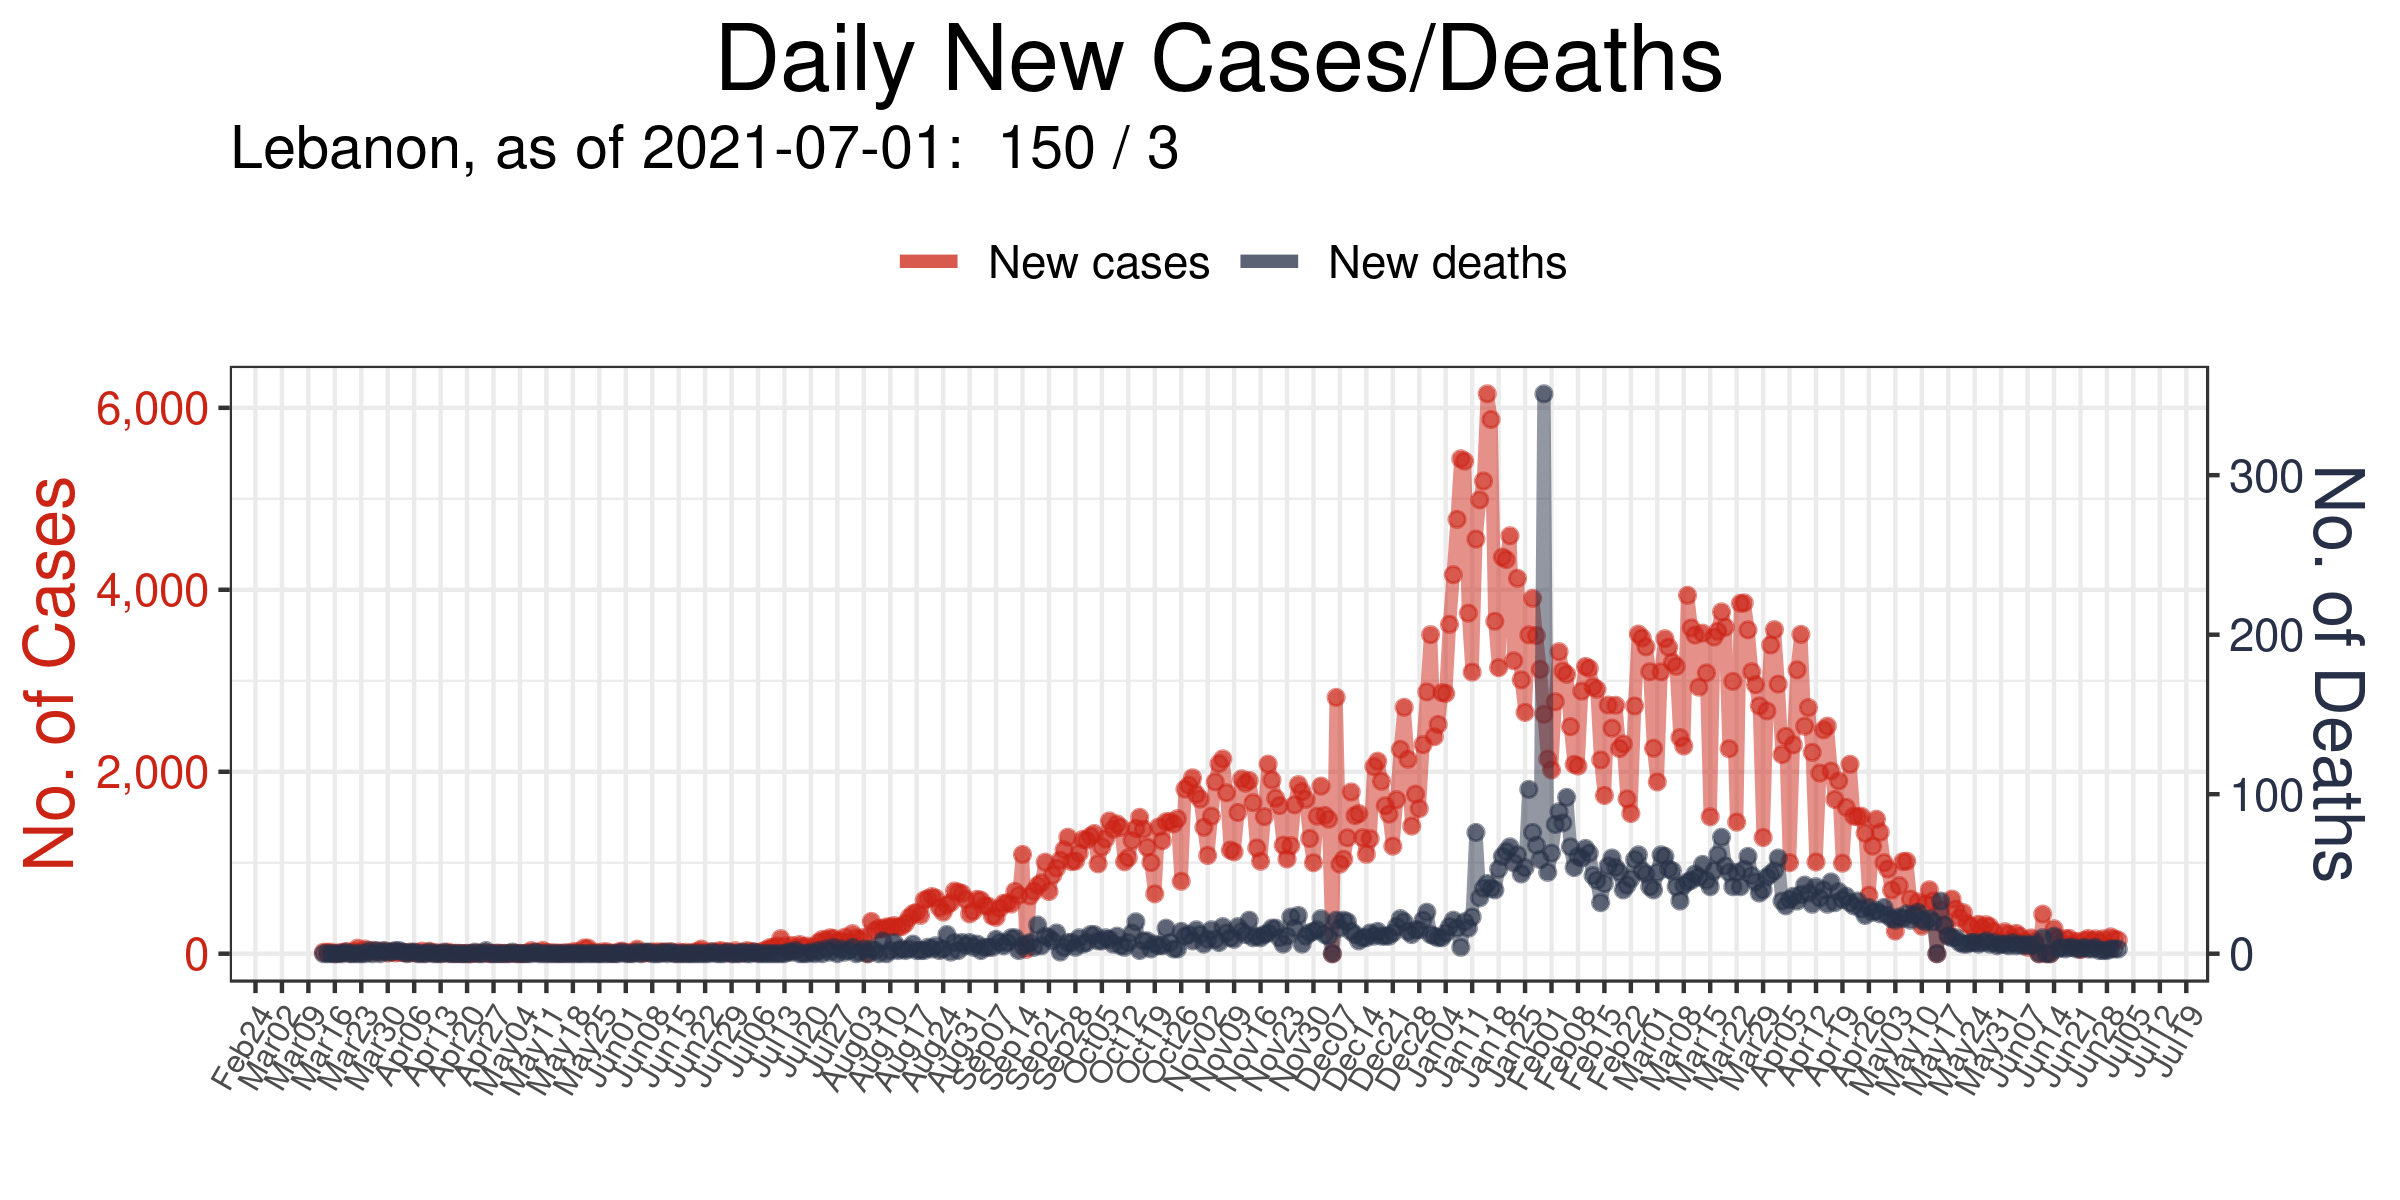 Daily New Cases/Deaths
Lebanon, as of 2021-07-01:  150 / 3
New cases New deaths
No. of Cases
6,000
4,000
2,000
0
300
200
100
0
No. of Deaths
Feb24 Mar02 Mar09 Mar16 Mar23 Mar30 Apr06 Apr13 Apr20 Apr27 May04 May11 May18 May25 Jun01 Jun08 Jun15 Jun22 Jun29 Jul06 Jul13 Jul20 Jul27 Aug03 Aug10 Aug17 Aug24 Aug31 Sep07 Sep14 Sep21 Sep28 Oct05 Oct12 Oct19 Oct26 Nov02 Nov09 Nov16 Nov23 Nov30 Dec07 Dec14 Dec21 Dec28 Jan04 Jan11 Jan18 Jan25 Feb01 Feb08 Feb15 Feb22 Mar01 Mar08 Mar15 Mar22 Mar29 Apr05 Apr12 Apr19 Apr26 May03 May10 May17 May24 May31 Jun07 Jun14 Jun21 Jun28 Jul05 Jul12 Jul19